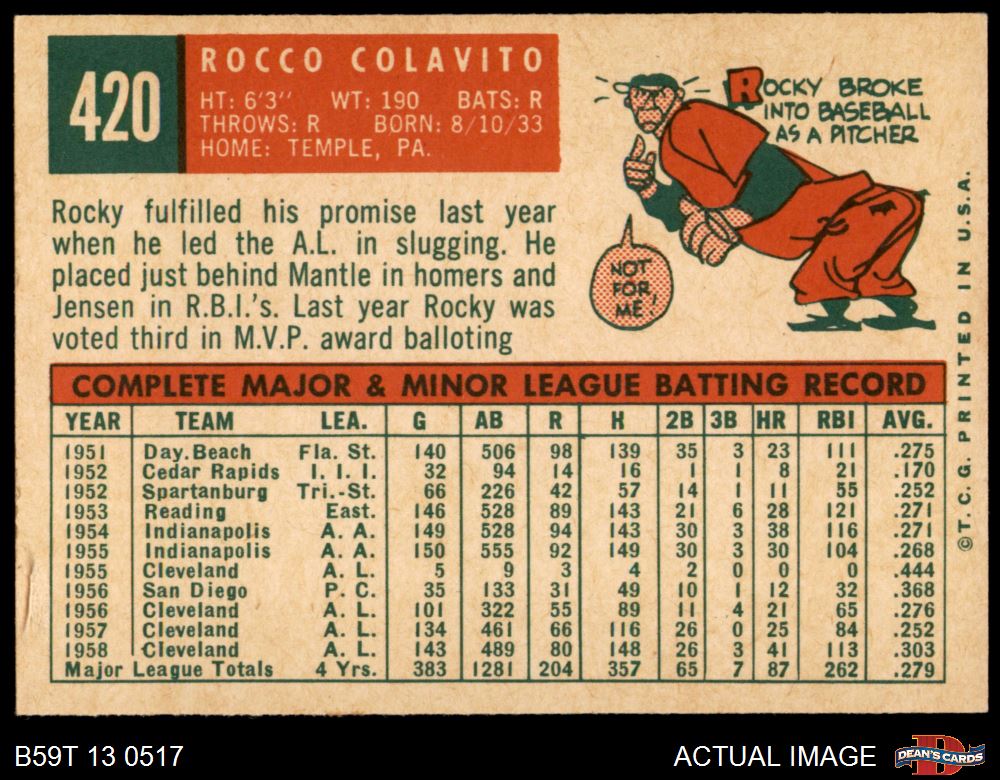 420
ROCCO COLAVITO
HT: 6'3" WT: 190 BATS: R
THROWS: R BORN: 8/10/33
HOME: TEMPLE, PA.
ROCKY BROKE
INTO BASEBALL
AS A PITCHER
NOT
FOR
ME!
Rocky fulfilled his promise last year
when he led the A.L. in slugging. He
placed just behind Mantle in homers and
Jensen in R.B.I.'s. Last year Rocky was
voted third in M.V.P. award balloting
COMPLETE MAJOR & MINOR LEAGUE BATTING RECORD
YEAR TEAM LEA. G AB R H 2B 3B HR RBI AVG.
1951 Day.Beach Fla. St. 140 506 98 139 35 3 23 111 .275
1952 Cedar Rapids I. I. I. 32 94 14 16 1 1 8 21 .170
1952 Spartanburg Tri.-St. 66 226 42 57 14 1 11 55 .252
1953 Reading East. 146 528 89 143 21 6 28 121 .271
1954 Indianapolis A. A. 149 528 94 143 30 3 38 116 .271
1955 Indianapolis A. A. 150 555 92 149 30 3 30 104 .268
1955 Cleveland A. L. 5 9 3 4 2 0 0 0 .444
1956 San Diego P. C. 35 133 31 49 10 1 12 32 .368
1956 Cleveland A. L. 101 322 55 89 11 4 21 65 .276
1957 Cleveland A. L. 134 461 66 116 26 0 25 84 .252
1958 Cleveland A. L. 143 489 80 148 26 3 41 113 .303
Major League Totals 4 Yrs. 383 1281 204 357 65 7 87 262 .279
©T. C. G. PRINTED IN U.S.A.
B59T 13 0517
ACTUAL IMAGE
DEAN'S CARDS